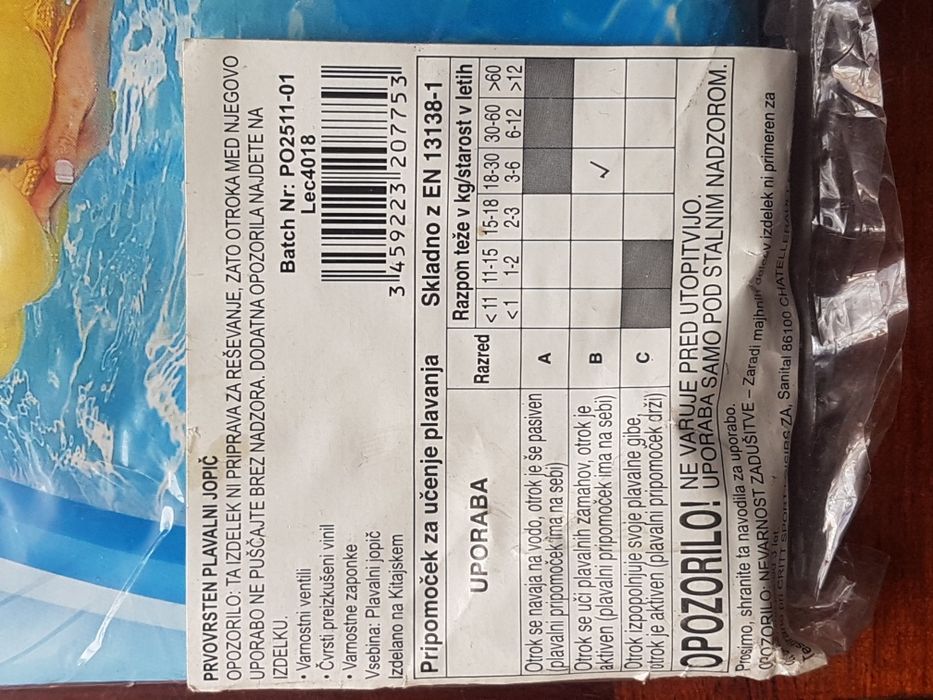 PRVOVRSTEN PLAVALNI JOPIČ
OPOZORILO: TA IZDELEK NI PRIPRAVA ZA REŠEVANJE, ZATO OTROKA MED NJEGOVO
UPORABO NE PUŠČAJTE BREZ NADZORA. DODATNA OPOZORILA NAJDETE NA
IZDELKU.
• Varnostni ventili
• Čvrsti preizkušeni vinil
• Varnostne zaponke
Vsebina: Plavalni jopič
Izdelano na Kitajskem
Batch Nr: PO2511-01
Lec4018
3 459223 207753
Pripomoček za učenje plavanja Skladno z EN 13138-1
UPORABA Razred Razpon teže v kg/starost v letih
<11 11-15 15-18 18-30 30-60 >60
<1 1-2 2-3 3-6 6-12 >12
Otrok se navaja na vodo, otrok je še pasiven
plavalni pripomoček ima na sebi) A
Otrok se uči plavalnih zamahov, otrok je
aktiven (plavalni pripomoček ima na sebi) B ✓
Otrok izpopolnjuje svoje plavalne gibe,
otrok je aktiven (plavalni pripomoček drži) C
OPOZORILO! NE VARUJE PRED UTOPITVIJO.
UPORABA SAMO POD STALNIM NADZOROM.
Prosimo, shranite ta navodila za uporabo.
OPOZORILO: NEVARNOST ZADUŠITVE – Zaradi majhnih delcev izdelek ni primeren za
CRITT SPORT ZA, Sanital 86100